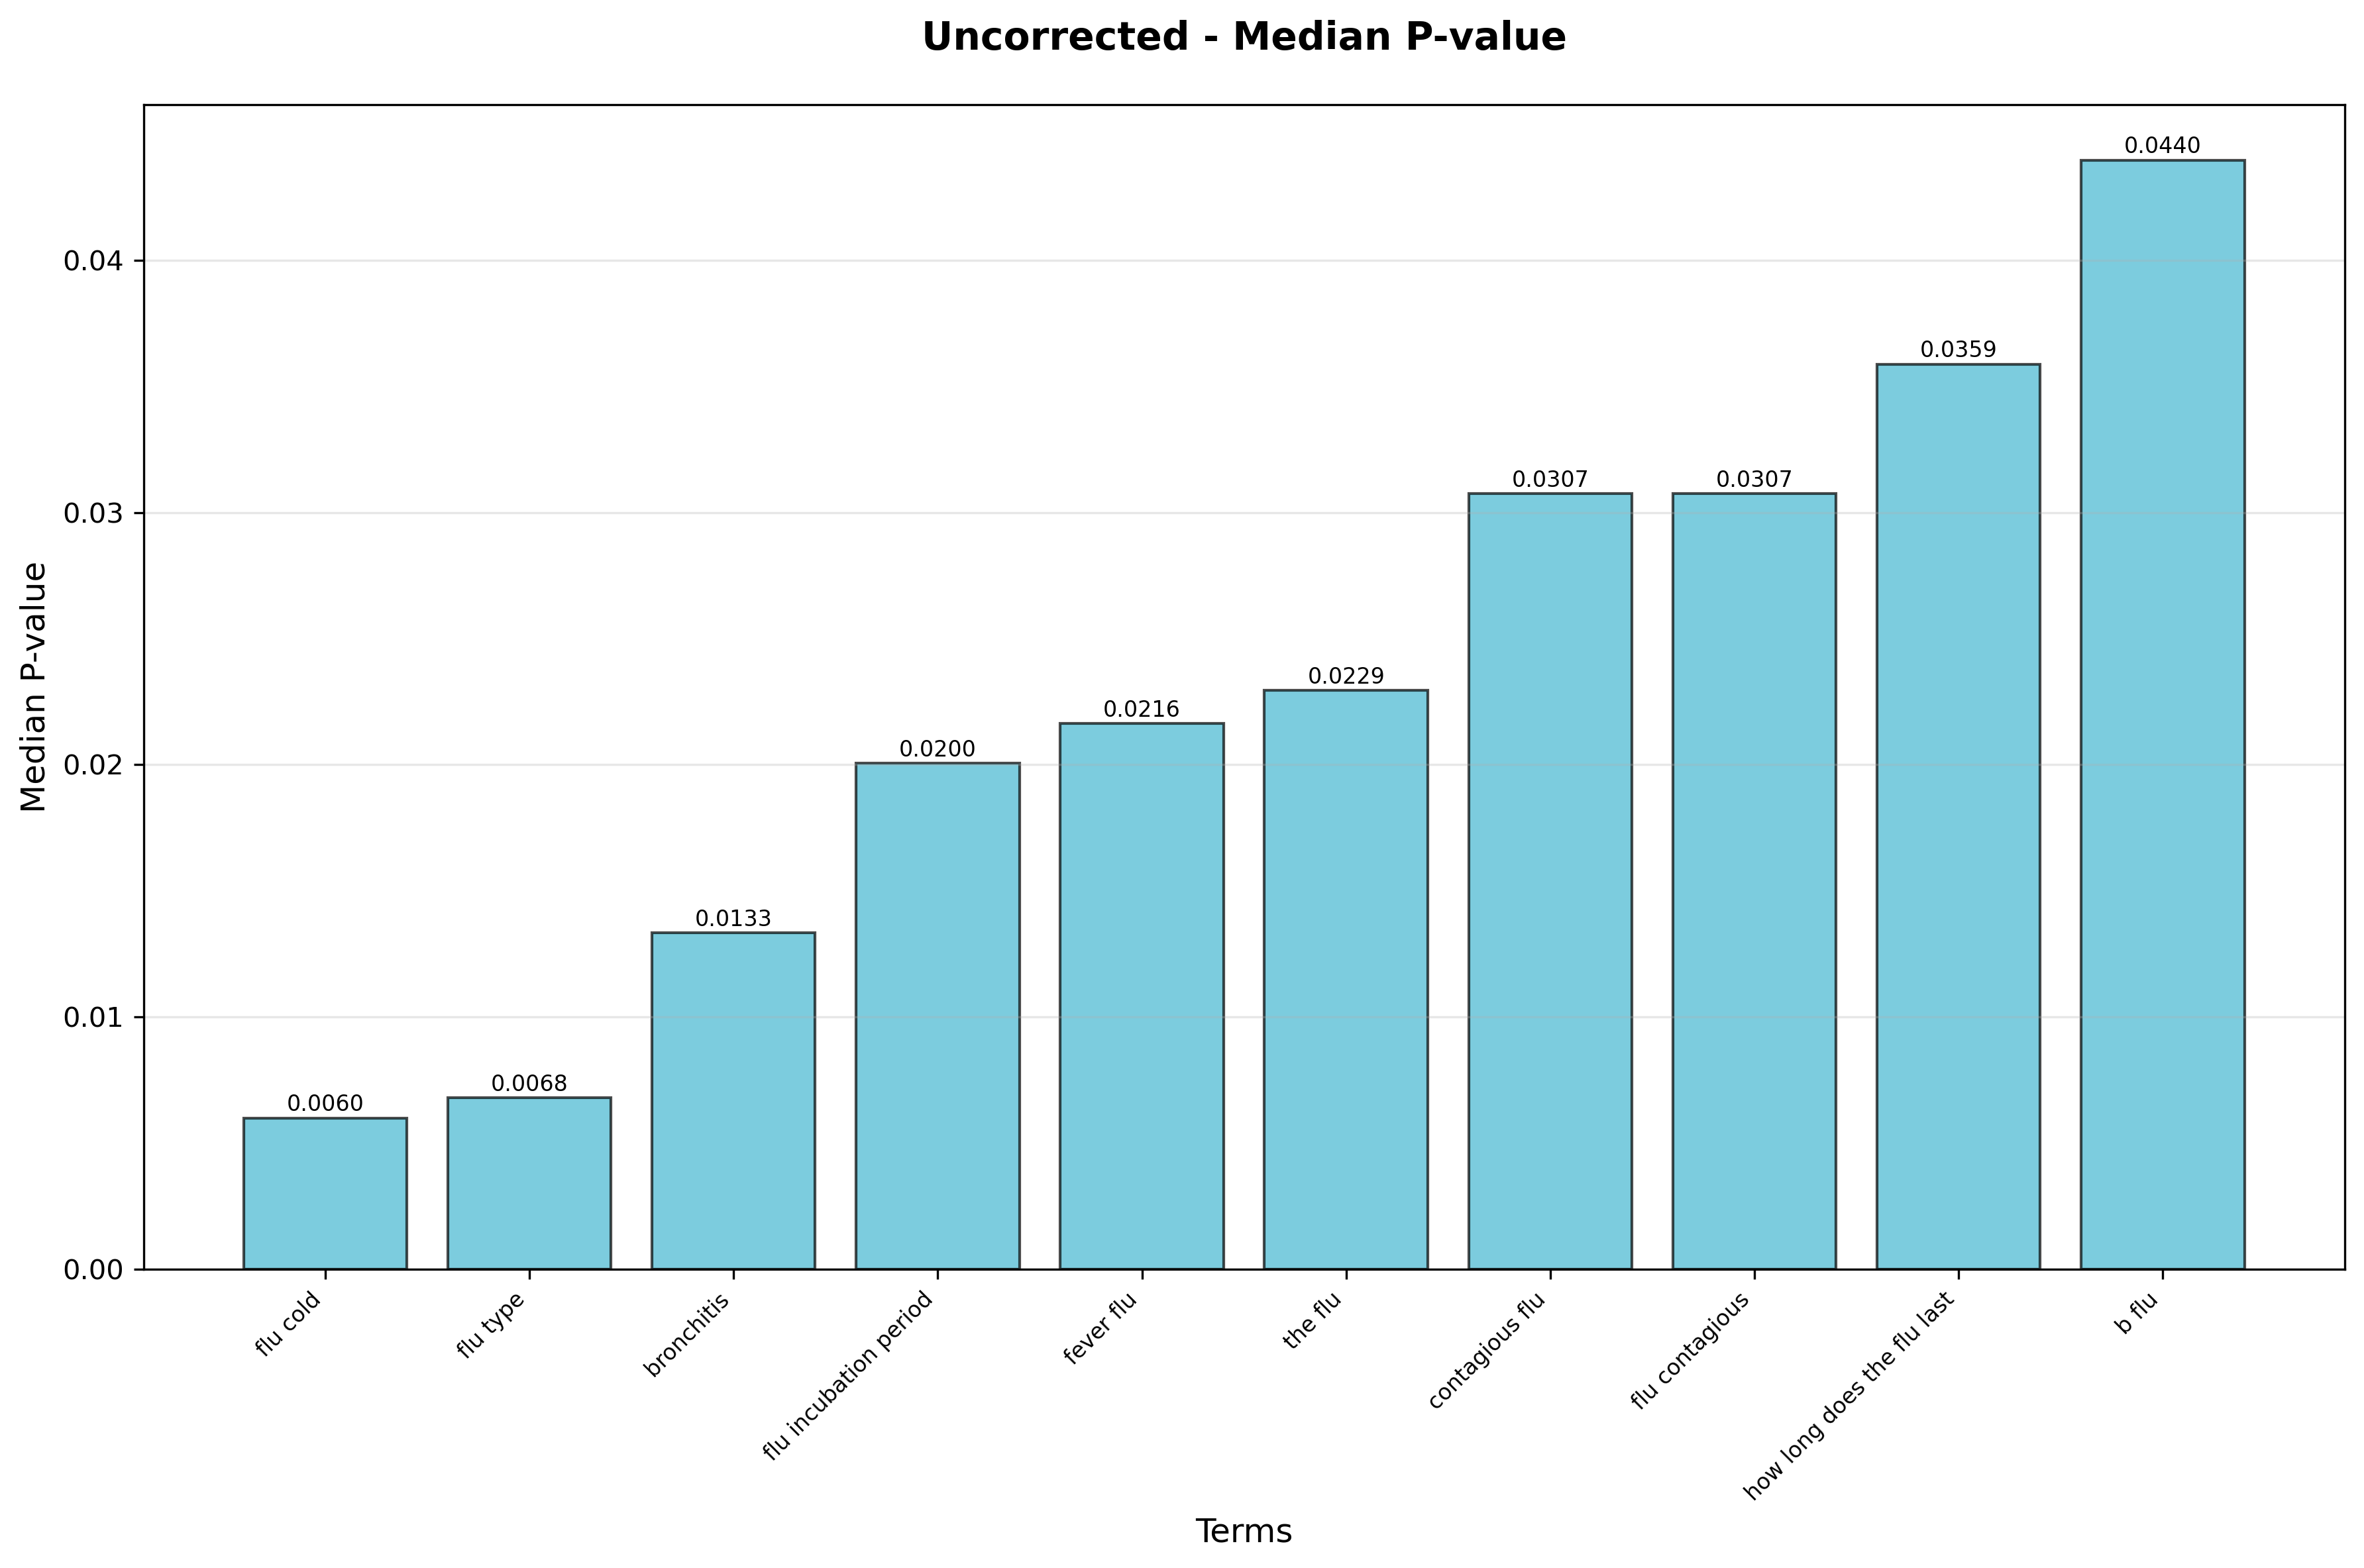 Uncorrected - Median P-value
Median P-value
0.04
0.03
0.02
0.01
0.00
0.0060
0.0068
0.0133
0.0200
0.0216
0.0229
0.0307
0.0307
0.0359
0.0440
flu cold
flu type
bronchitis
flu incubation period
fever flu
the flu
contagious flu
flu contagious
how long does the flu last
b flu
Terms